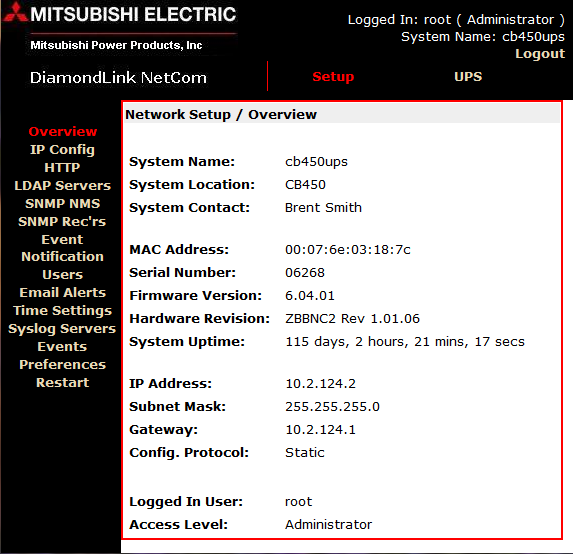 MITSUBISHI ELECTRIC
Mitsubishi Power Products, Inc
Logged In: root ( Administrator )
System Name: cb450ups
Logout
DiamondLink NetCom
Setup
UPS
Overview
IP Config
HTTP
LDAP Servers
SNMP NMS
SNMP Rec'rs
Event
Notification
Users
Email Alerts
Time Settings
Syslog Servers
Events
Preferences
Restart
Network Setup / Overview
System Name: cb450ups
System Location: CB450
System Contact: Brent Smith
MAC Address: 00:07:6e:03:18:7c
Serial Number: 06268
Firmware Version: 6.04.01
Hardware Revision: ZBBNC2 Rev 1.01.06
System Uptime: 115 days, 2 hours, 21 mins, 17 secs
IP Address: 10.2.124.2
Subnet Mask: 255.255.255.0
Gateway: 10.2.124.1
Config. Protocol: Static
Logged In User: root
Access Level: Administrator